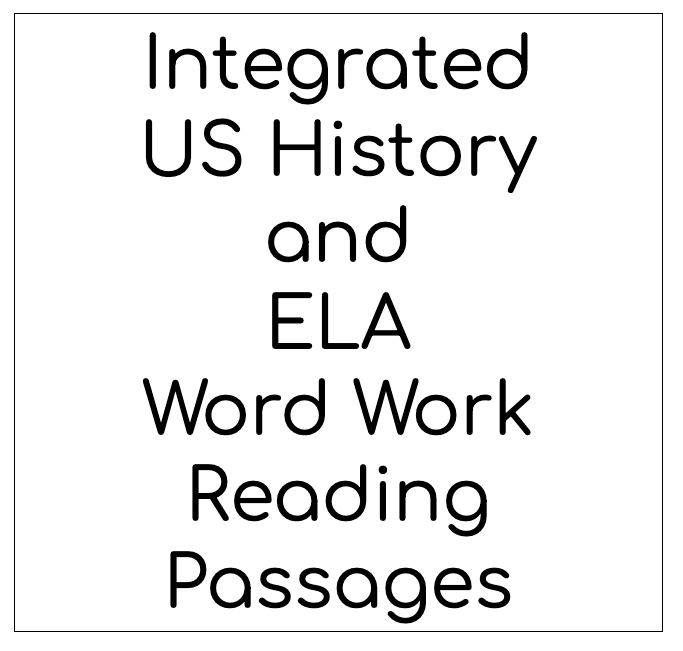 Integrated
US History
and
ELA
Word Work
Reading
Passages